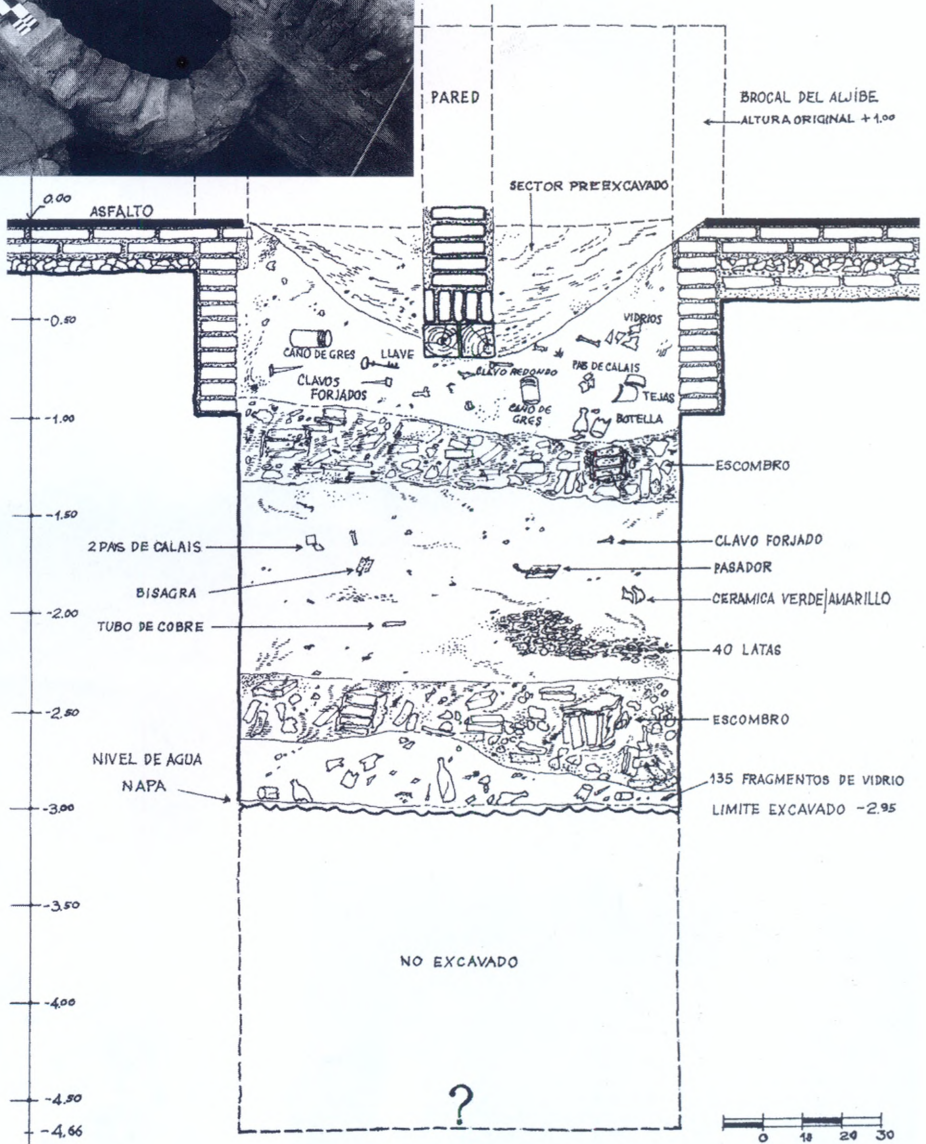 PARED
BROCAL DEL ALJIBE
ALTURA ORIGINAL + 1.00
SECTOR PREEXCAVADO
0.00
ASFALTO
-0.50
VIDRIOS
CAÑO DE GRES
LLAVE
CLAVO REDONDO
PAS DE CALAIS
CLAVOS
FORJADOS
TEJAS
CAÑO DE
GRES
BOTELLA
-1.00
ESCOMBRO
-1.50
2 PAS DE CALAIS
CLAVO FORJADO
PASADOR
BISAGRA
CERAMICA VERDE/AMARILLO
-2.00
TUBO DE COBRE
40 LATAS
-2.50
ESCOMBRO
NIVEL DE AGUA
NAPA
135 FRAGMENTOS DE VIDRIO
LIMITE EXCAVADO -2.95
-3.00
-3.50
NO EXCAVADO
-4.00
-4.50
?
-4.66
0 10 20 30